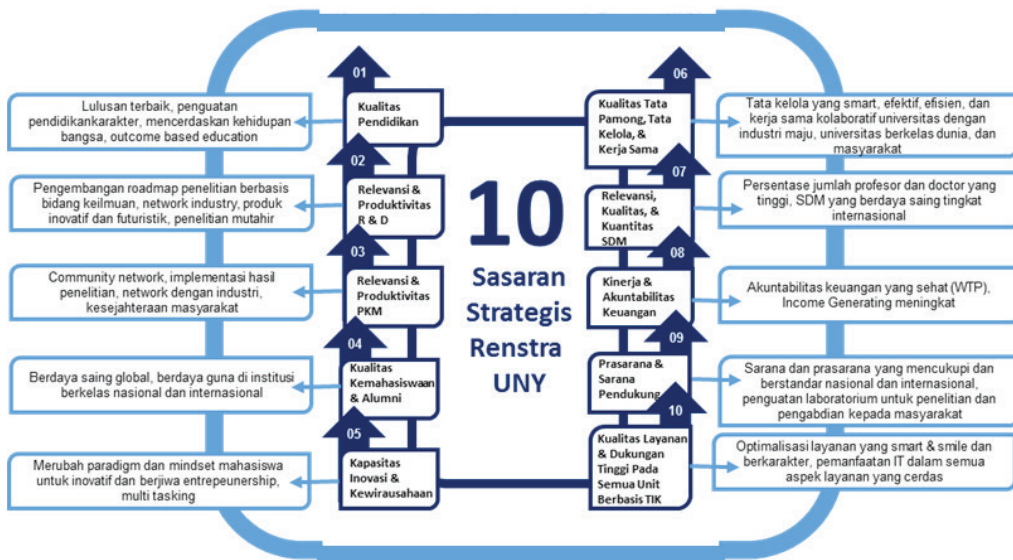 01
Kualitas
Pendidikan
Lulusan terbaik, penguatan
pendidikankarakter, mencerdaskan kehidupan
bangsa, outcome based education
02
Relevansi &
Produktivitas
R & D
Pengembangan roadmap penelitian berbasis
bidang keilmuan, network industry, produk
inovatif dan futuristik, penelitian mutahir
03
Relevansi &
Produktivitas
PKM
Community network, implementasi hasil
penelitian, network dengan industri,
kesejahteraan masyarakat
04
Kualitas
Kemahasiswaan
& Alumni
Berdaya saing global, berdaya guna di institusi
berkelas nasional dan internasional
05
Kapasitas
Inovasi &
Kewirausahaan
Merubah paradigm dan mindset mahasiswa
untuk inovatif dan berjiwa entrepeunership,
multi tasking
10
Sasaran
Strategis
Renstra
UNY
06
Kualitas Tata
Pamong, Tata
Kelola, &
Kerja Sama
Tata kelola yang smart, efektif, efisien, dan
kerja sama kolaboratif universitas dengan
industri maju, universitas berkelas dunia, dan
masyarakat
07
Relevansi,
Kualitas, &
Kuantitas
SDM
Persentase jumlah profesor dan doctor yang
tinggi, SDM yang berdaya saing tingkat
internasional
08
Kinerja &
Akuntabilitas
Keuangan
Akuntabilitas keuangan yang sehat (WTP),
Income Generating meningkat
09
Prasarana &
Sarana
Pendukung
Sarana dan prasarana yang mencukupi dan
berstandar nasional dan internasional,
penguatan laboratorium untuk penelitian dan
pengabdian kepada masyarakat
10
Kualitas Layanan
& Dukungan
Tinggi Pada
Semua Unit
Berbasis TIK
Optimalisasi layanan yang smart & smile dan
berkarakter, pemanfaatan IT dalam semua
aspek layanan yang cerdas